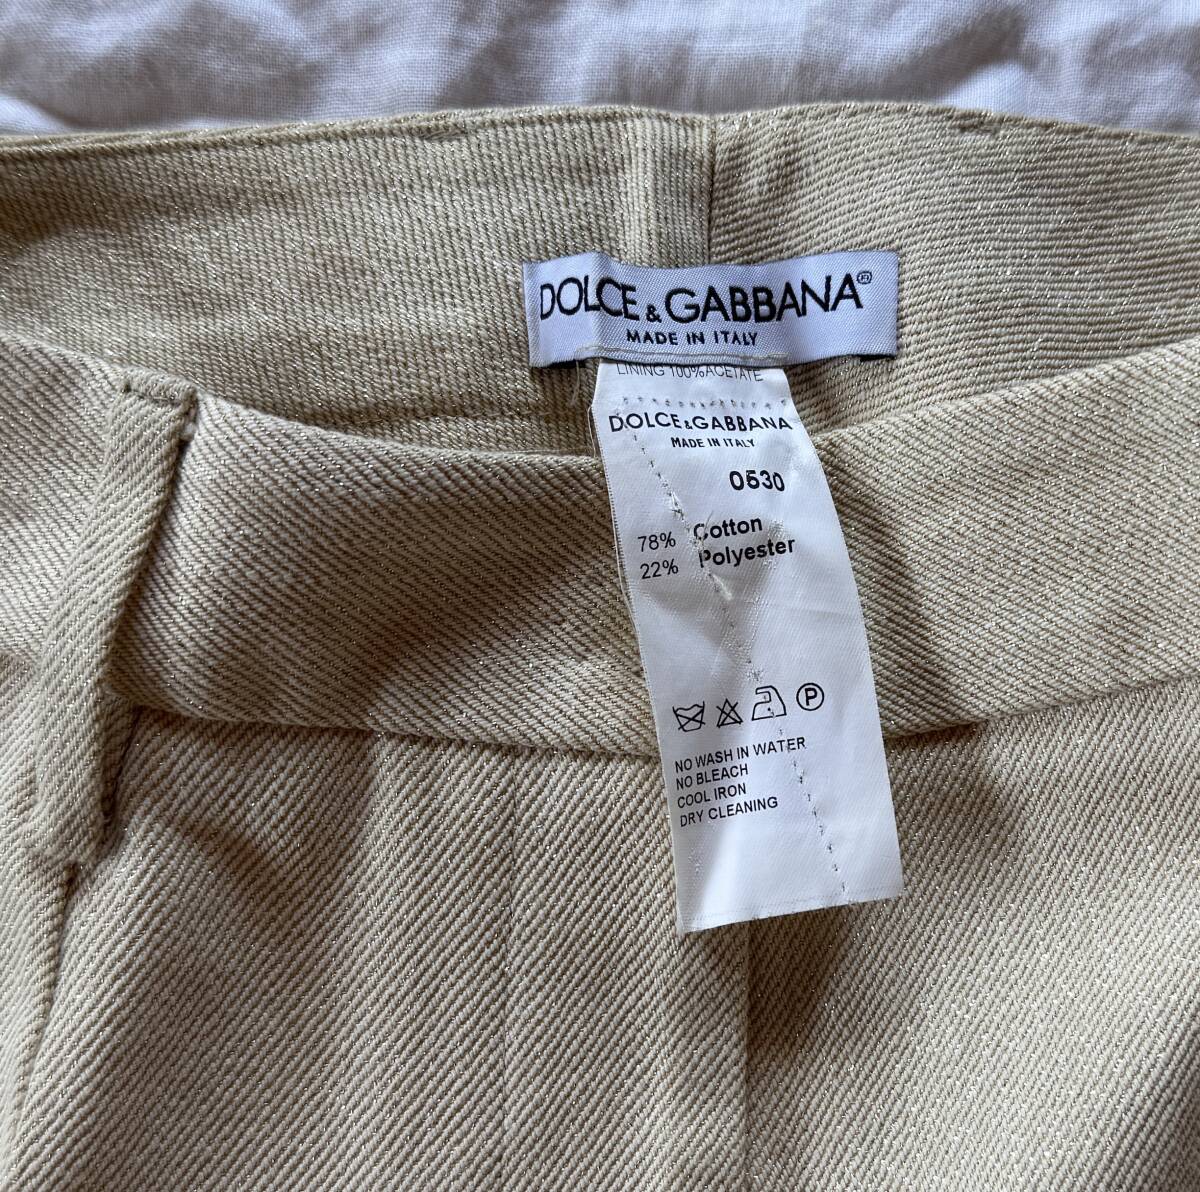 DOLCE & GABBANA®
MADE IN ITALY
LINING 100% ACETATE
DOLCE & GABBANA
MADE IN ITALY
0530
78% Cotton
22% Polyester
P
NO WASH IN WATER
NO BLEACH
COOL IRON
DRY CLEANING